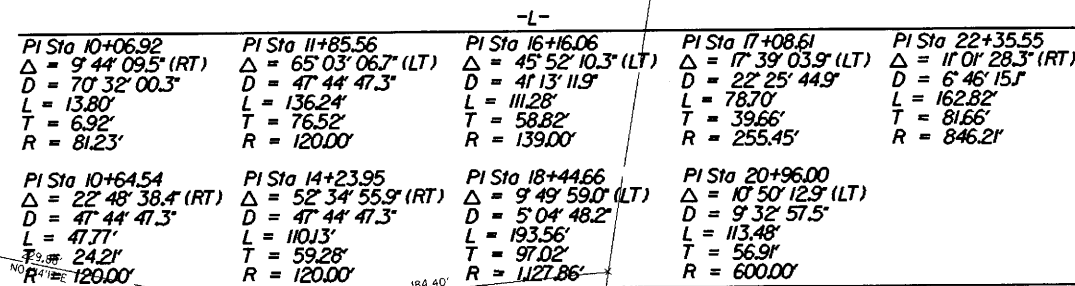 -L-
PI Sta 10+06.92
Δ = 9° 44' 09.5" (RT)
D = 70° 32' 00.3"
L = 13.80'
T = 6.92'
R = 81.23'
PI Sta 11+85.56
Δ = 65° 03' 06.7" (LT)
D = 47° 44' 47.3"
L = 136.24'
T = 76.52'
R = 120.00'
PI Sta 16+16.06
Δ = 45° 52' 10.3" (LT)
D = 41° 13' 11.9"
L = 111.28'
T = 58.82'
R = 139.00'
PI Sta 17+08.61
Δ = 17° 39' 03.9" (LT)
D = 22° 25' 44.9"
L = 78.70'
T = 39.66'
R = 255.45'
PI Sta 22+35.55
Δ = 11° 01' 28.3" (RT)
D = 6° 46' 15.1"
L = 162.82'
T = 81.66'
R = 846.21'
PI Sta 10+64.54
Δ = 22° 48' 38.4" (RT)
D = 47° 44' 47.3"
L = 47.77'
T = 24.21'
R = 120.00'
PI Sta 14+23.95
Δ = 52° 34' 55.9" (RT)
D = 47° 44' 47.3"
L = 110.13'
T = 59.28'
R = 120.00'
PI Sta 18+44.66
Δ = 9° 49' 59.0" (LT)
D = 5° 04' 48.2"
L = 193.56'
T = 97.02'
R = 1,127.86'
PI Sta 20+96.00
Δ = 10° 50' 12.9" (LT)
D = 9° 32' 57.5"
L = 113.48'
T = 56.91'
R = 600.00'
184.40'